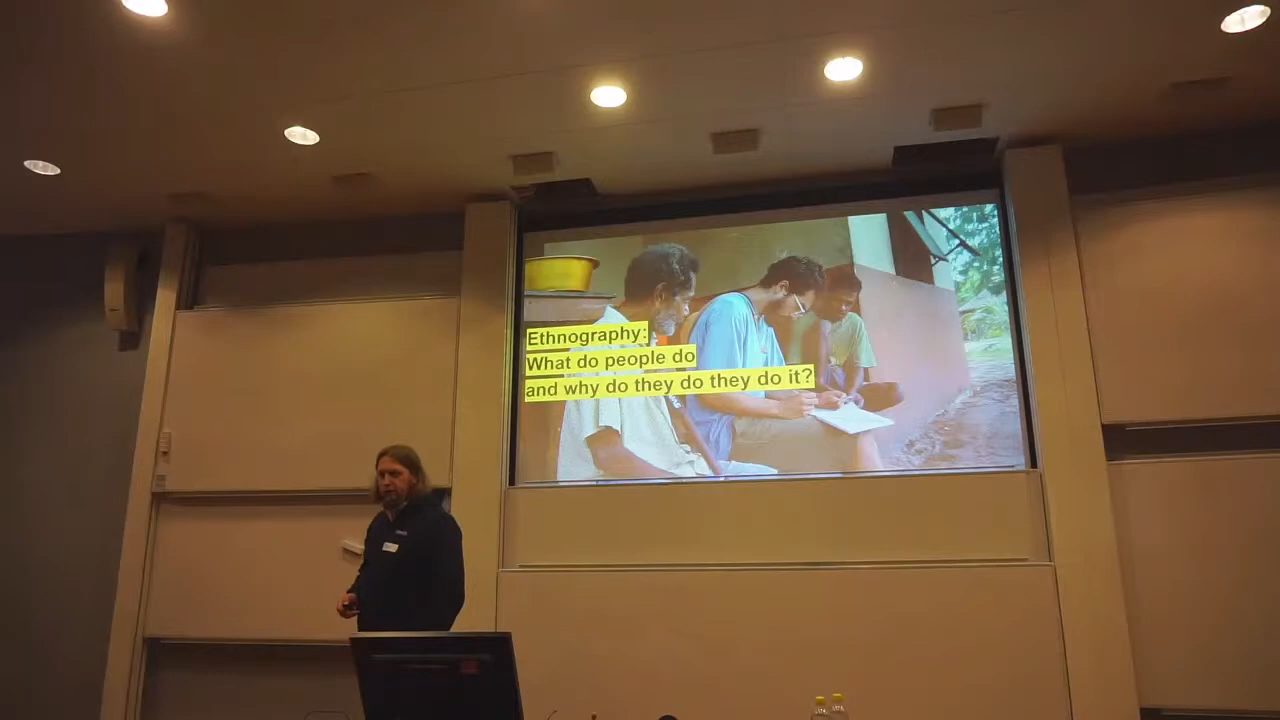 Ethnography:
What do people do
and why do they do they do it?